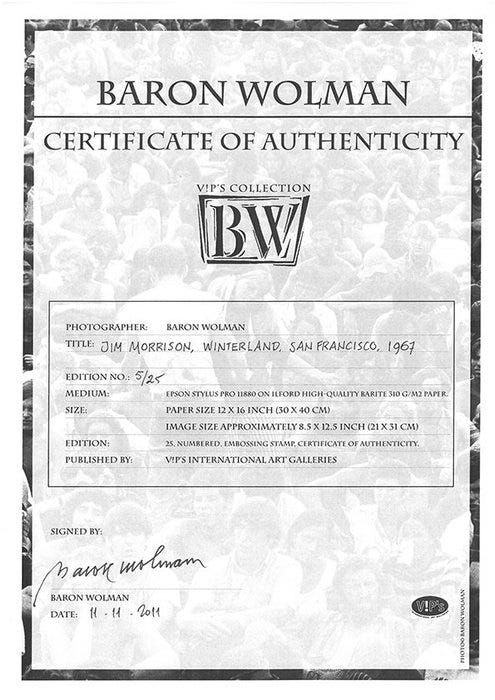 BARON WOLMAN
CERTIFICATE OF AUTHENTICITY
V!P'S COLLECTION
BW
PHOTOGRAPHER: BARON WOLMAN
TITLE: JIM MORRISON, WINTERLAND, SAN FRANCISCO, 1967
EDITION NO.: 5/25
MEDIUM: EPSON STYLUS PRO 11880 ON ILFORD HIGH-QUALITY BARITE 310 G/M2 PAPER.
SIZE: PAPER SIZE 12 X 16 INCH (30 X 40 CM)
IMAGE SIZE APPROXIMATELY 8.5 X 12.5 INCH (21 X 31 CM)
EDITION: 25, NUMBERED, EMBOSSING STAMP, CERTIFICATE OF AUTHENTICITY.
PUBLISHED BY: V!P'S INTERNATIONAL ART GALLERIES
SIGNED BY:
Baron Wolman
BARON WOLMAN
DATE: 11 - 11 - 2011
V!P's
PHOTO© BARON WOLMAN